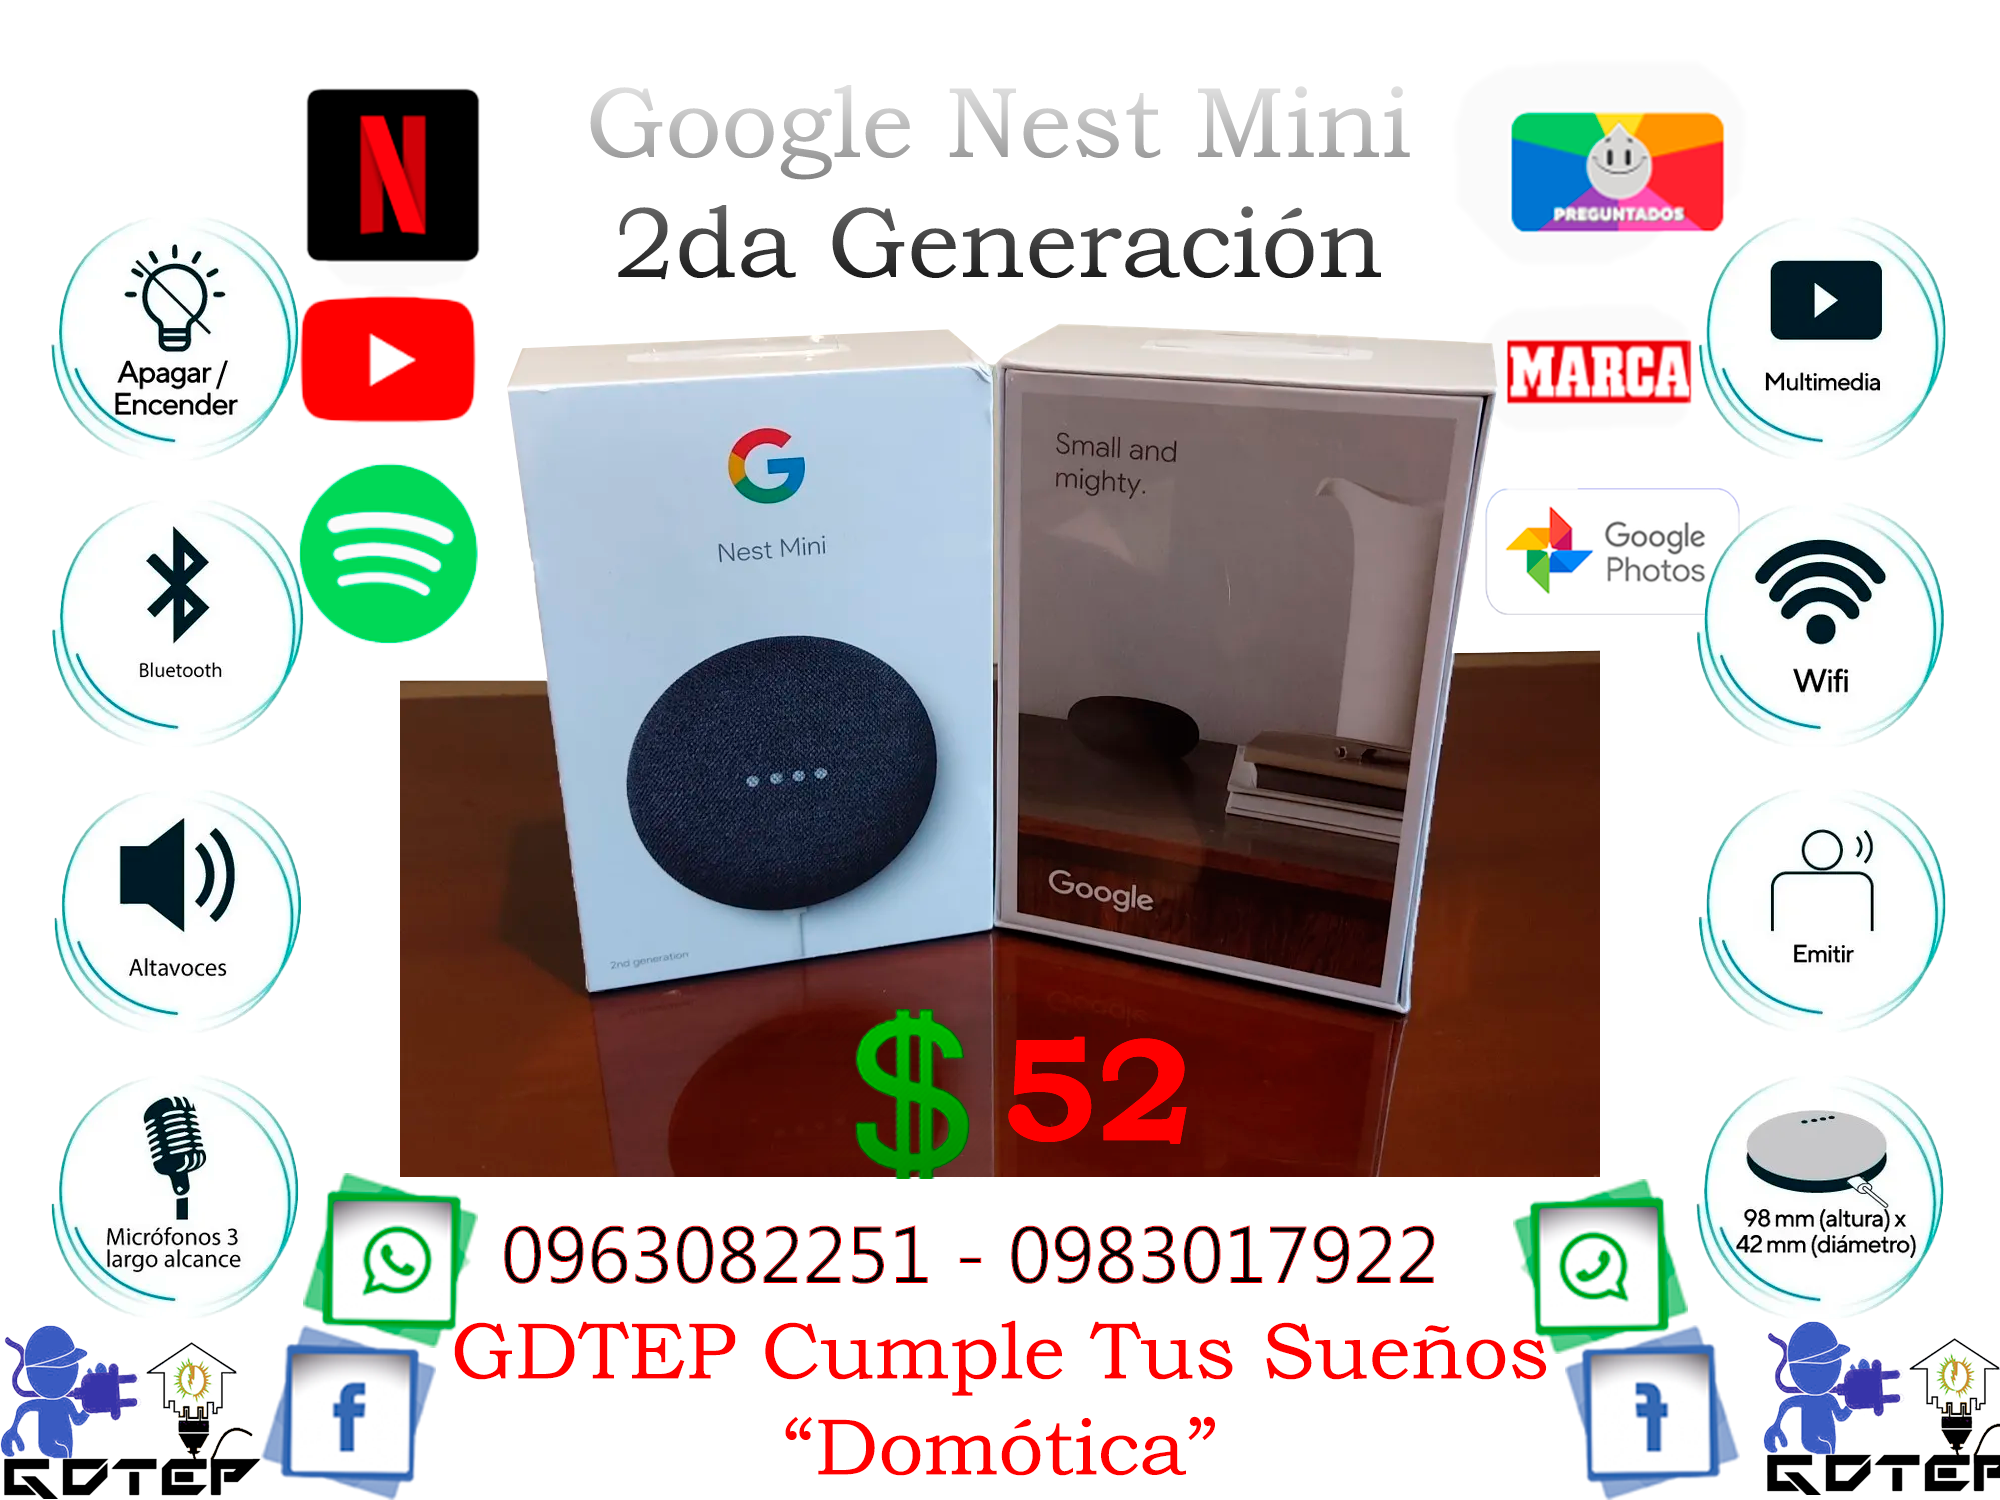 Google Nest Mini
2da Generación
N
PREGUNTADOS
Apagar /
Encender
Multimedia
MARCA
Google
Photos
Bluetooth
Wifi
G
Nest Mini
2nd generation
Small and
mighty.
Google
Altavoces
Emitir
$ 52
Micrófonos 3
largo alcance
98 mm (altura) x
42 mm (diámetro)
0963082251 - 0983017922
GDTEP Cumple Tus Sueños
“Domótica”
f
f
GDTEP
GDTEP